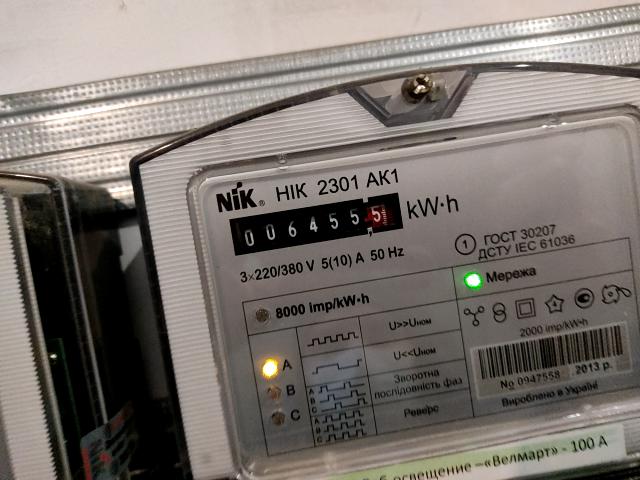 NiK® НІК 2301 АК1
0064555 kW·h
3×220/380 V 5(10) A 50 Hz
1 ГОСТ 30207
ДСТУ IEC 61036
Мережа
8000 imp/kW·h
A
B
C
U>>Uном
U<<Uном
Зворотна
послідовність фаз
Реверс
A
B
C
A
B
C
2000 imp/kW·h
№ 0947558 2013 р.
Вироблено в Україні
освещение –«Велмарт» - 100 А